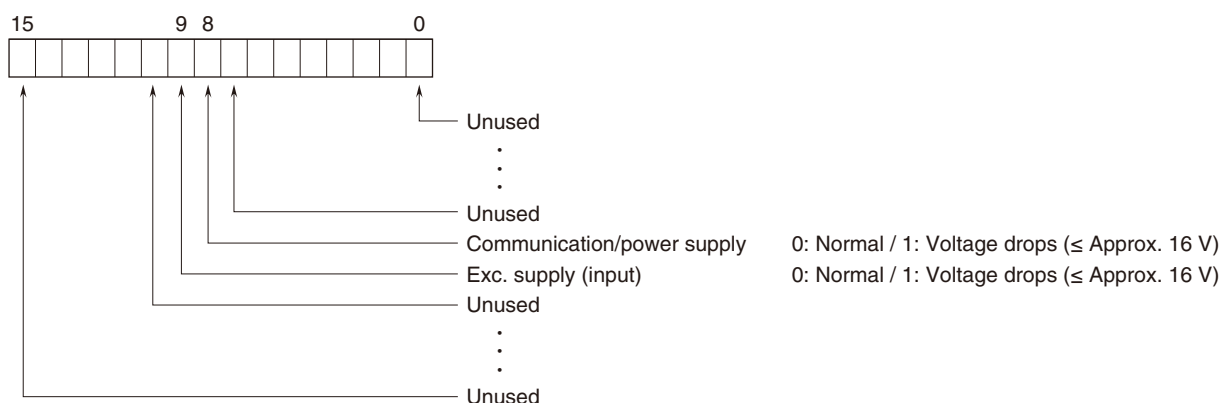 15 9 8 0
Unused
Unused
Communication/power supply 0: Normal / 1: Voltage drops (≤ Approx. 16 V)
Exc. supply (input) 0: Normal / 1: Voltage drops (≤ Approx. 16 V)
Unused
Unused